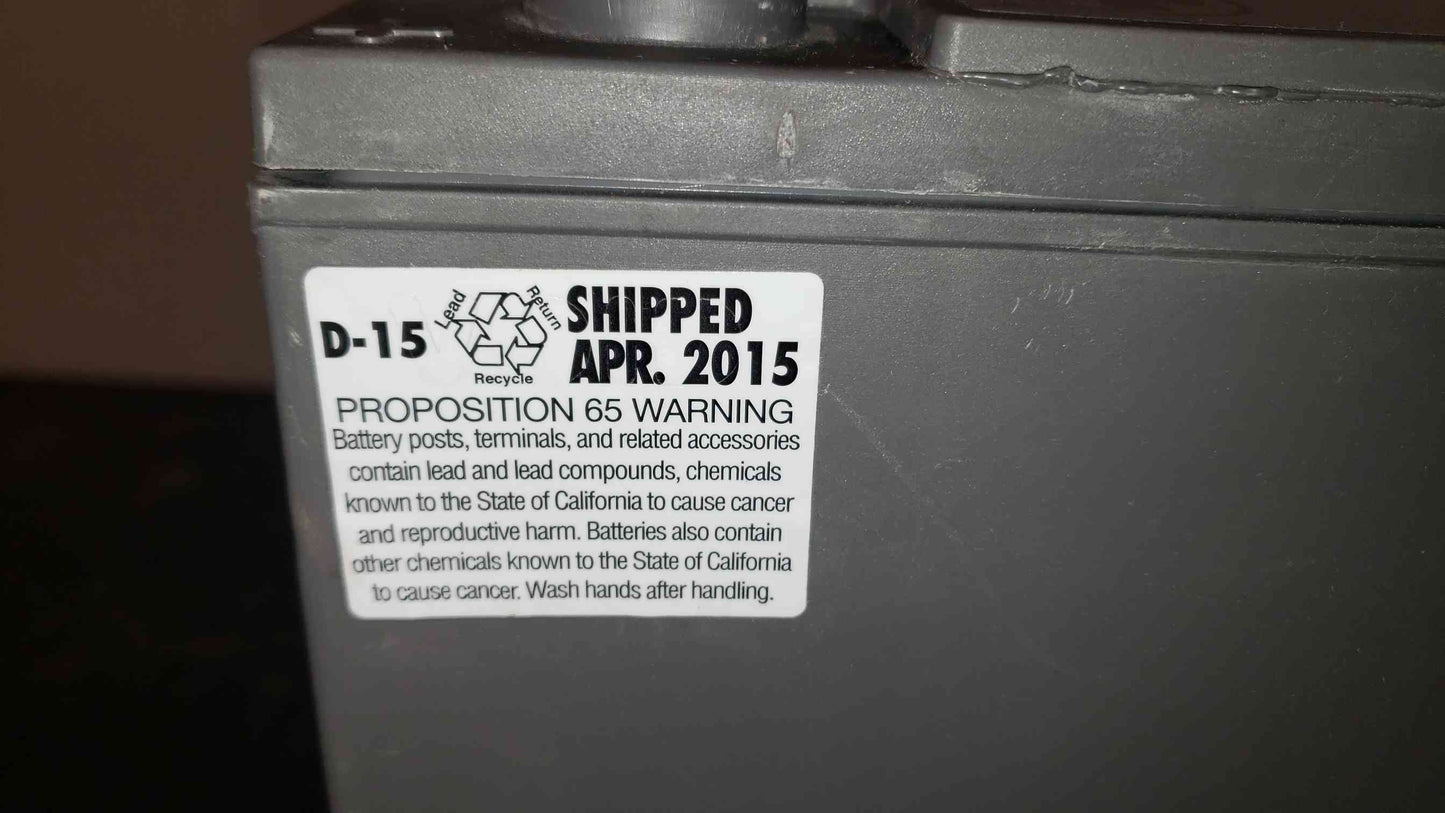 D-15
Lead
Return
Recycle
SHIPPED
APR. 2015
PROPOSITION 65 WARNING
Battery posts, terminals, and related accessories
contain lead and lead compounds, chemicals
known to the State of California to cause cancer
and reproductive harm. Batteries also contain
other chemicals known to the State of California
to cause cancer. Wash hands after handling.